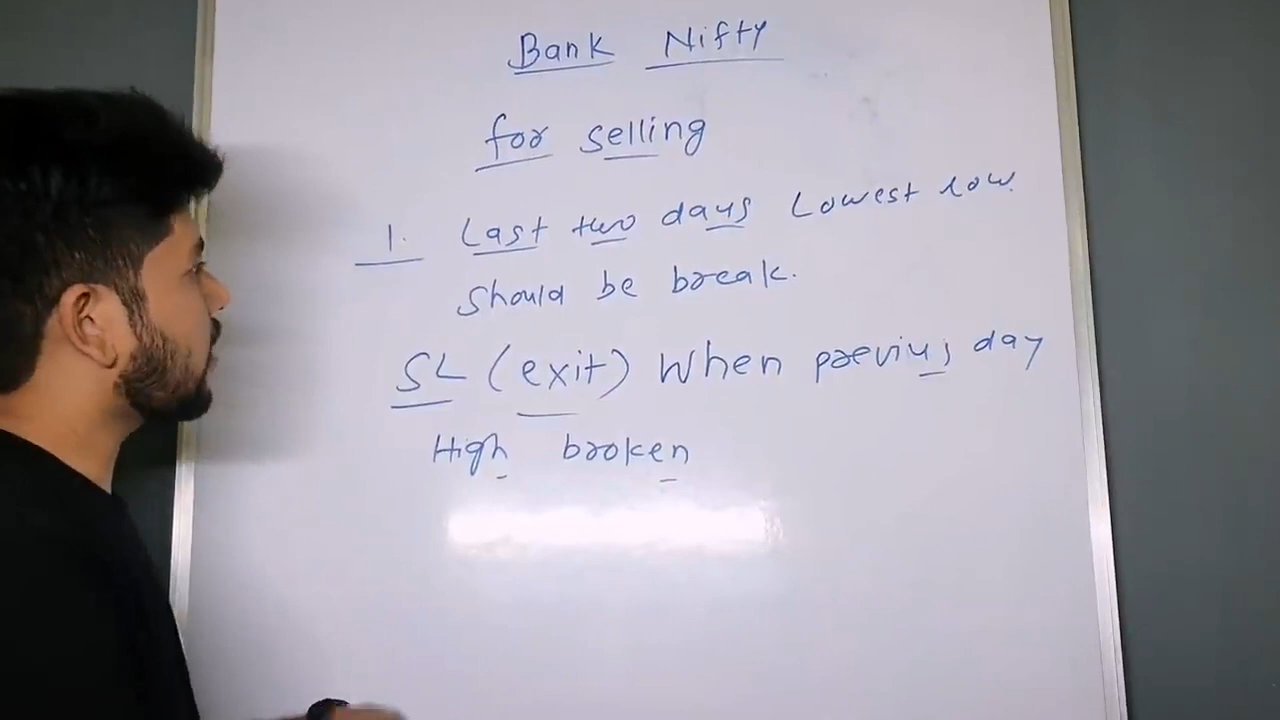 Bank Nifty
for selling
1. Last two days Lowest low.
should be break.
SL (exit) When previus day
High broken